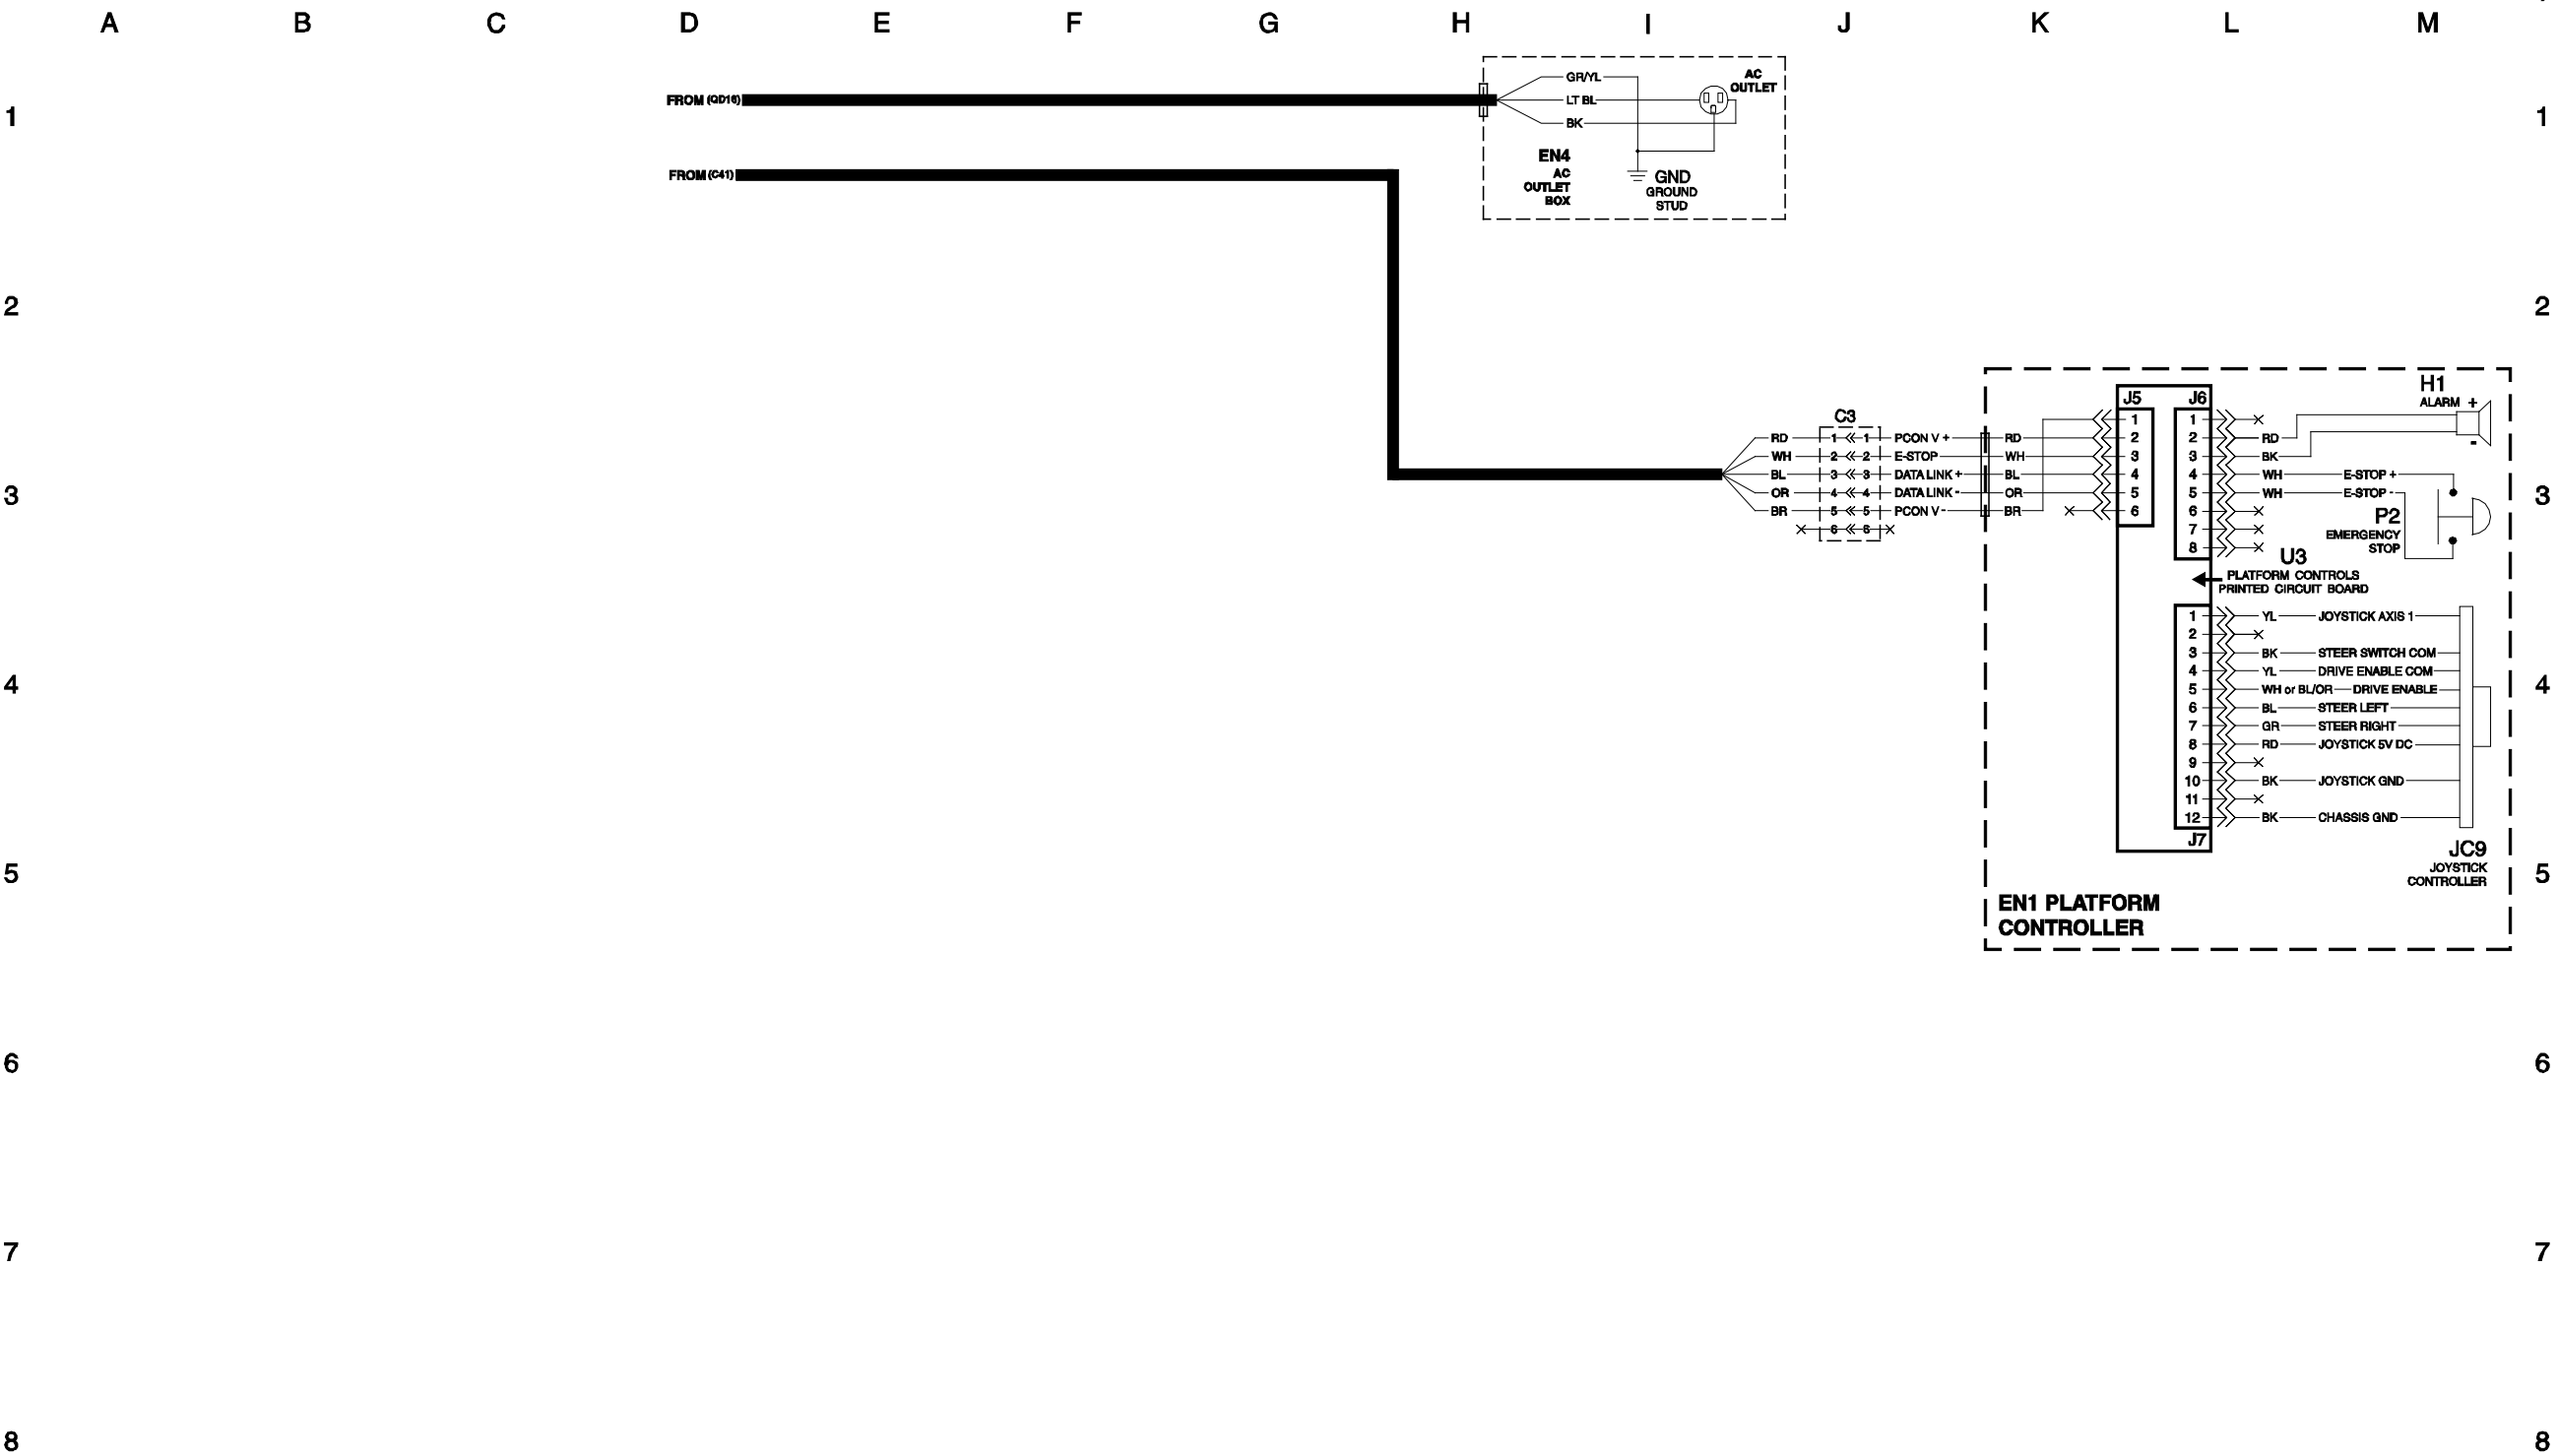 A B C D E F G H I J K L M
1 1
2 2
3 3
4 4
5 5
6 6
7 7
8 8
FROM (QD16)
GR/YL
LT BL
BK
AC
OUTLET
EN4
AC
OUTLET
BOX
GND
GROUND
STUD
FROM (C41)
C3
RD 1 1 PCON V + RD
WH 2 2 E-STOP WH
BL 3 3 DATA LINK + BL
OR 4 4 DATA LINK - OR
BR 5 5 PCON V - BR
6 6
J5
1
2
3
4
5
6
J6
1
2 RD
3 BK
4 WH E-STOP +
5 WH E-STOP -
6
7
8
H1
ALARM +
-
P2
EMERGENCY
STOP
U3
PLATFORM CONTROLS
PRINTED CIRCUIT BOARD
1 YL JOYSTICK AXIS 1
2
3 BK STEER SWITCH COM
4 YL DRIVE ENABLE COM
5 WH or BL/OR DRIVE ENABLE
6 BL STEER LEFT
7 GR STEER RIGHT
8 RD JOYSTICK 5V DC
9
10 BK JOYSTICK GND
11
12 BK CHASSIS GND
J7
JC9
JOYSTICK
CONTROLLER
EN1 PLATFORM
CONTROLLER